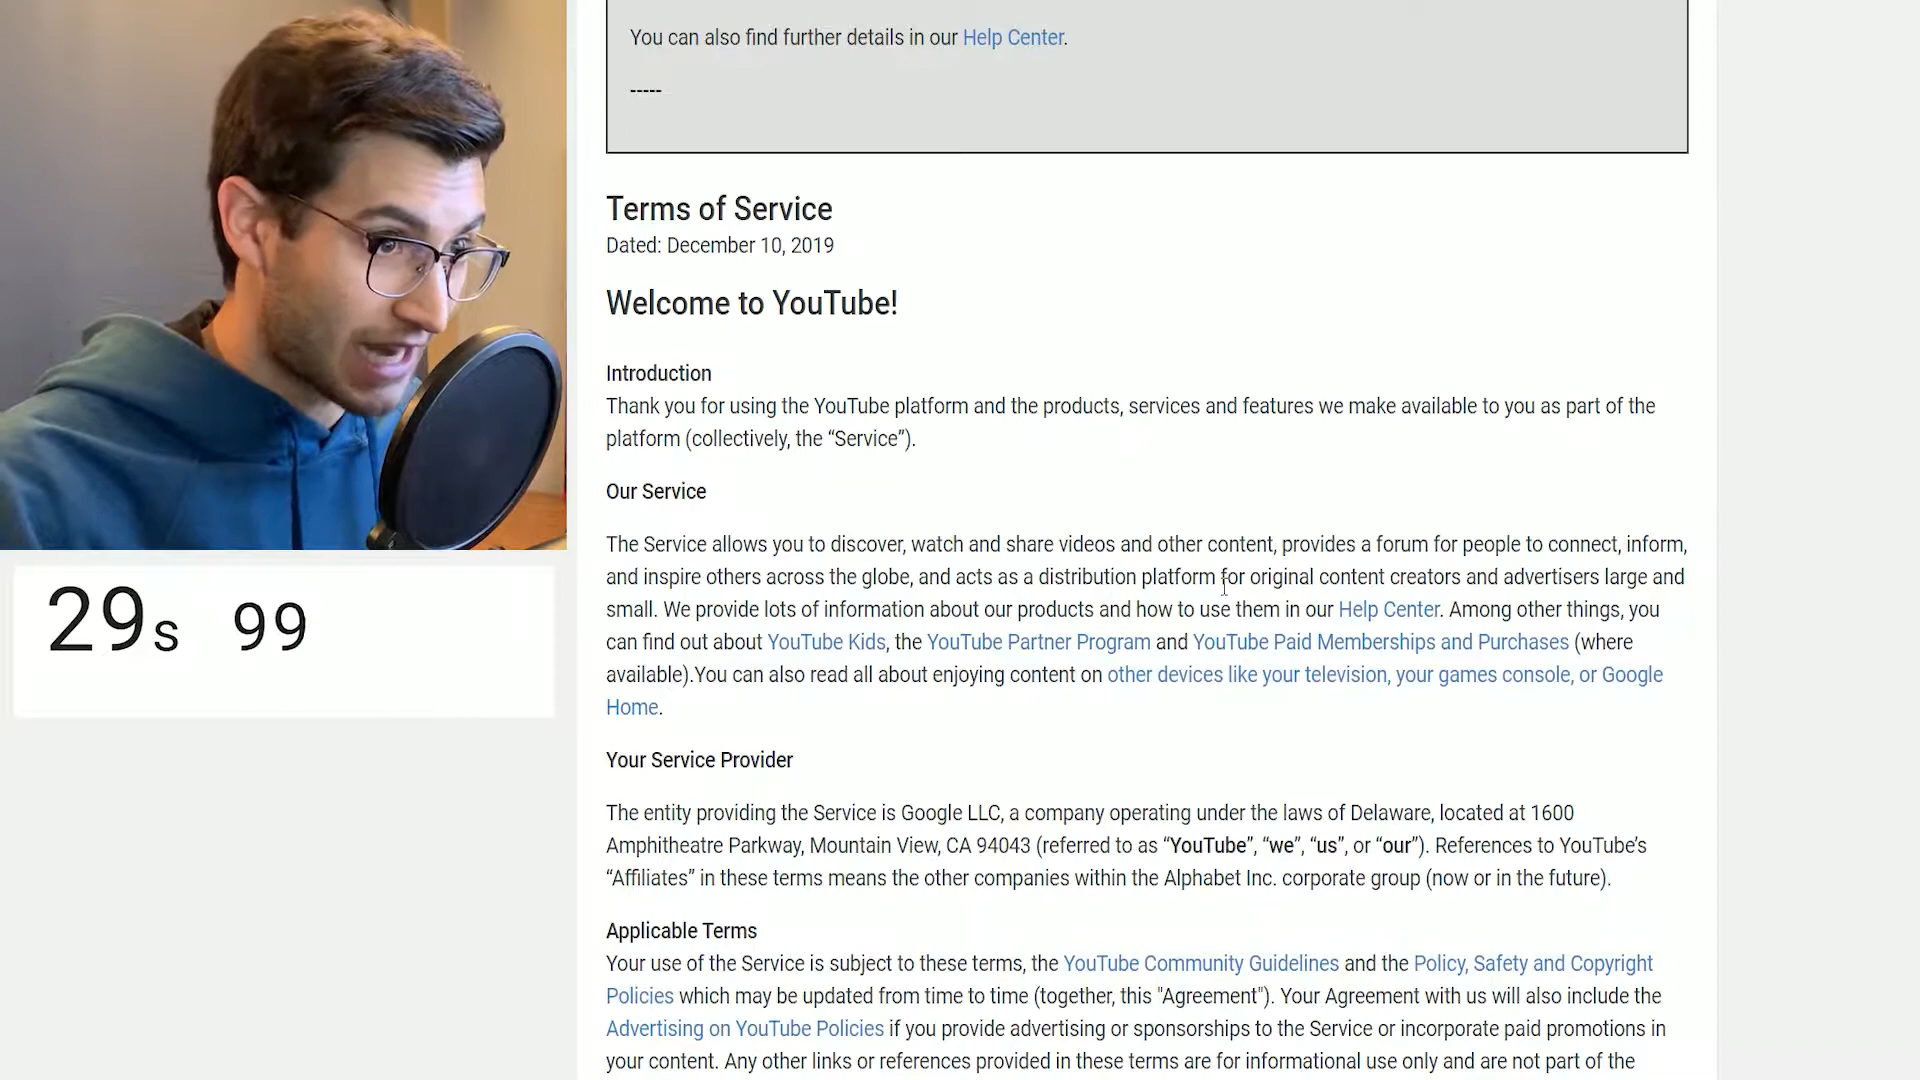 You can also find further details in our Help Center.
-----
Terms of Service
Dated: December 10, 2019
Welcome to YouTube!
Introduction
Thank you for using the YouTube platform and the products, services and features we make available to you as part of the
platform (collectively, the “Service”).
Our Service
The Service allows you to discover, watch and share videos and other content, provides a forum for people to connect, inform,
and inspire others across the globe, and acts as a distribution platform for original content creators and advertisers large and
small. We provide lots of information about our products and how to use them in our Help Center. Among other things, you
can find out about YouTube Kids, the YouTube Partner Program and YouTube Paid Memberships and Purchases (where
available).You can also read all about enjoying content on other devices like your television, your games console, or Google
Home.
Your Service Provider
The entity providing the Service is Google LLC, a company operating under the laws of Delaware, located at 1600
Amphitheatre Parkway, Mountain View, CA 94043 (referred to as “YouTube”, “we”, “us”, or “our”). References to YouTube’s
“Affiliates” in these terms means the other companies within the Alphabet Inc. corporate group (now or in the future).
Applicable Terms
Your use of the Service is subject to these terms, the YouTube Community Guidelines and the Policy, Safety and Copyright
Policies which may be updated from time to time (together, this "Agreement"). Your Agreement with us will also include the
Advertising on YouTube Policies if you provide advertising or sponsorships to the Service or incorporate paid promotions in
your content. Any other links or references provided in these terms are for informational use only and are not part of the
29s 99